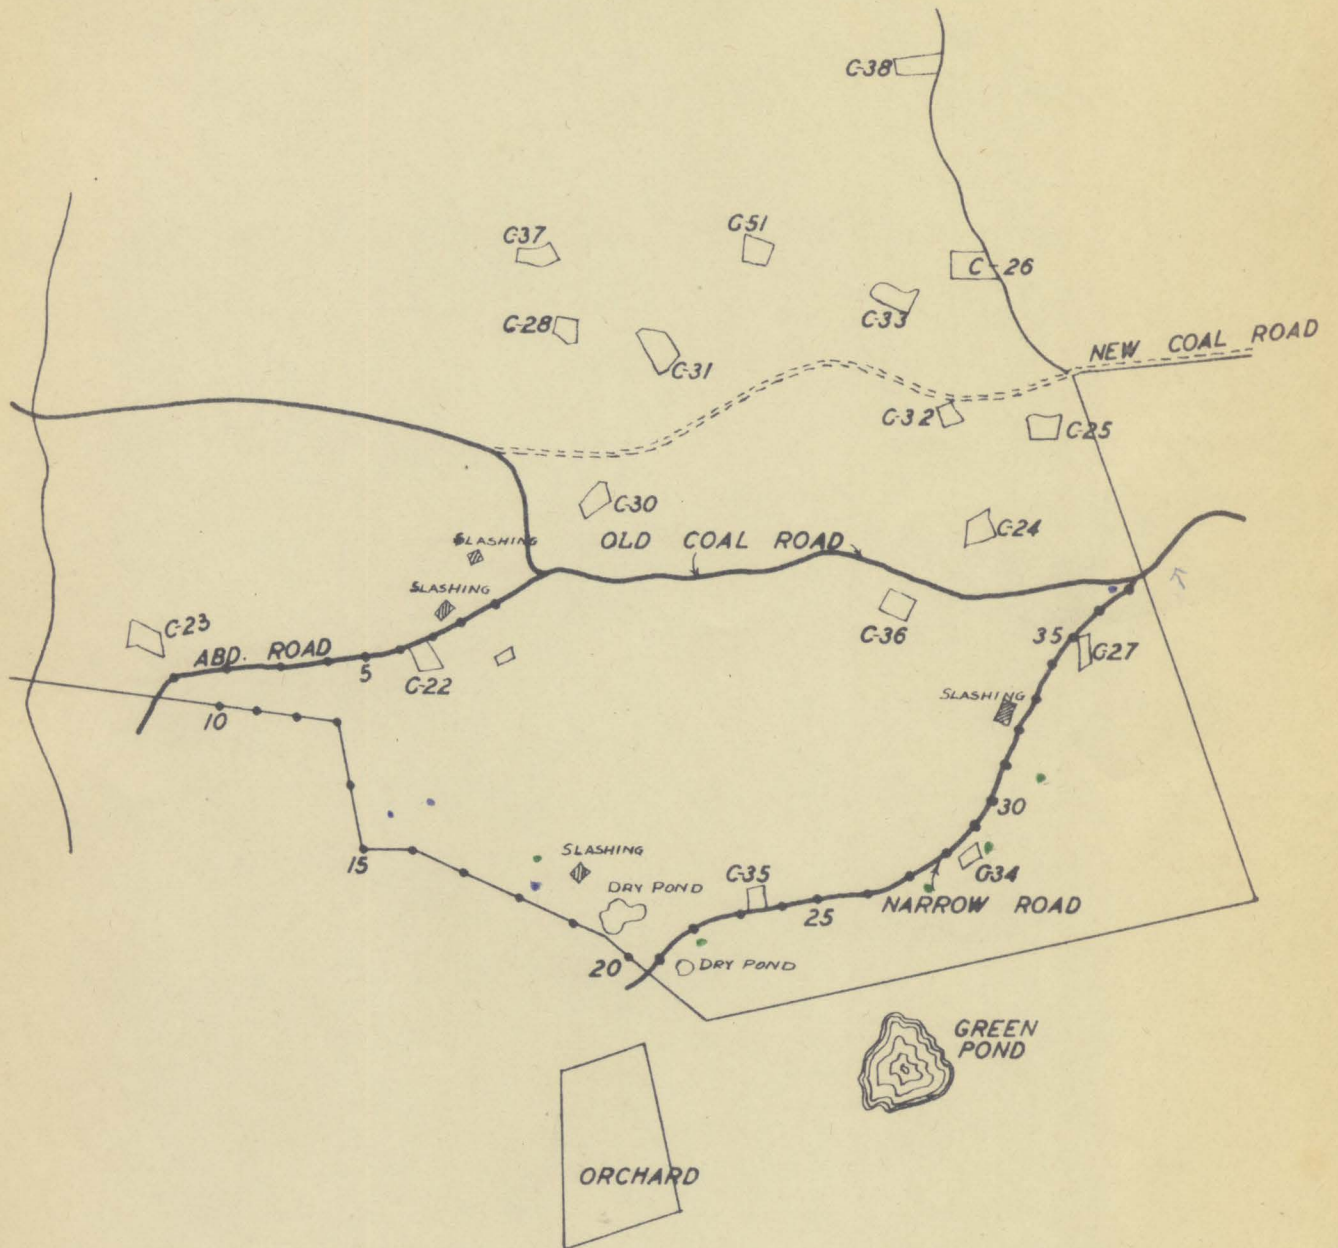 C-38
C-37
C-51
C-26
C-28
C-33
C-31
NEW COAL ROAD
C-32
C-25
C-30
C-24
SLASHING
OLD COAL ROAD
SLASHING
C-36
C-23
35
C-27
ABD. ROAD
5
C-22
SLASHING
10
30
15
SLASHING
C-34
DRY POND
C-35
25
NARROW ROAD
20
DRY POND
GREEN
POND
ORCHARD